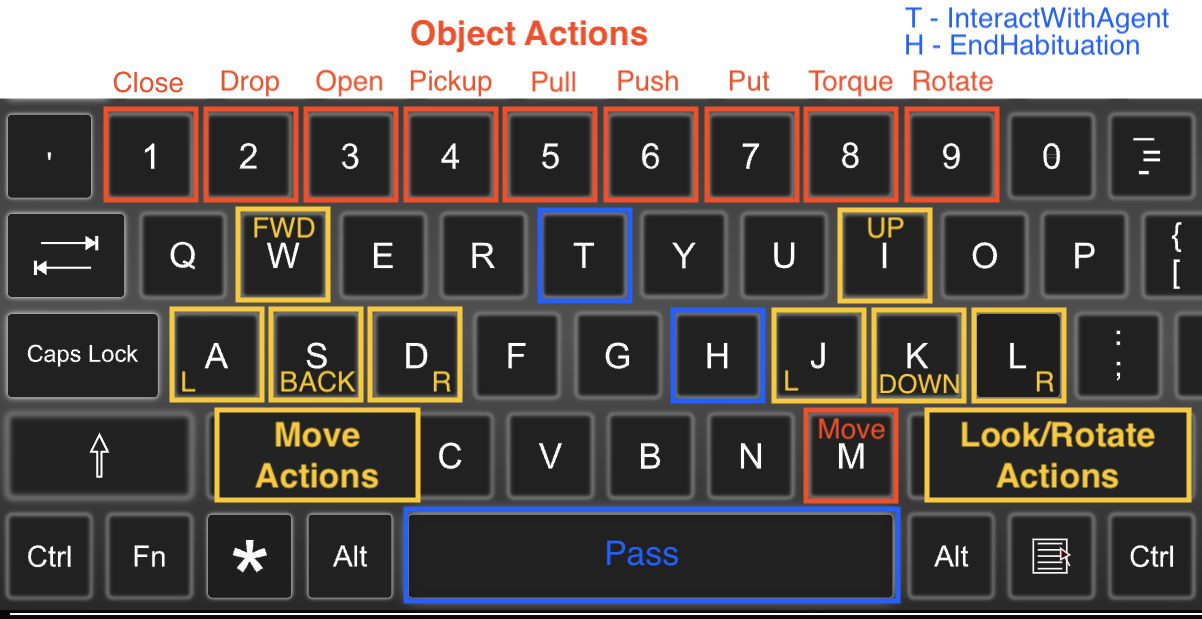 T - InteractWithAgent
Object Actions
H - EndHabituation
Close Drop Open Pickup Pull Push Put Torque Rotate
' 1 2 3 4 5 6 7 8 9 0
FWD UP
Q W E R T Y U I O P {
[
Caps Lock A S D F G H J K L :
;
L BACK R L DOWN R
Move Move Look/Rotate
Actions C V B N M Actions
Ctrl Fn * Alt Pass Alt Ctrl